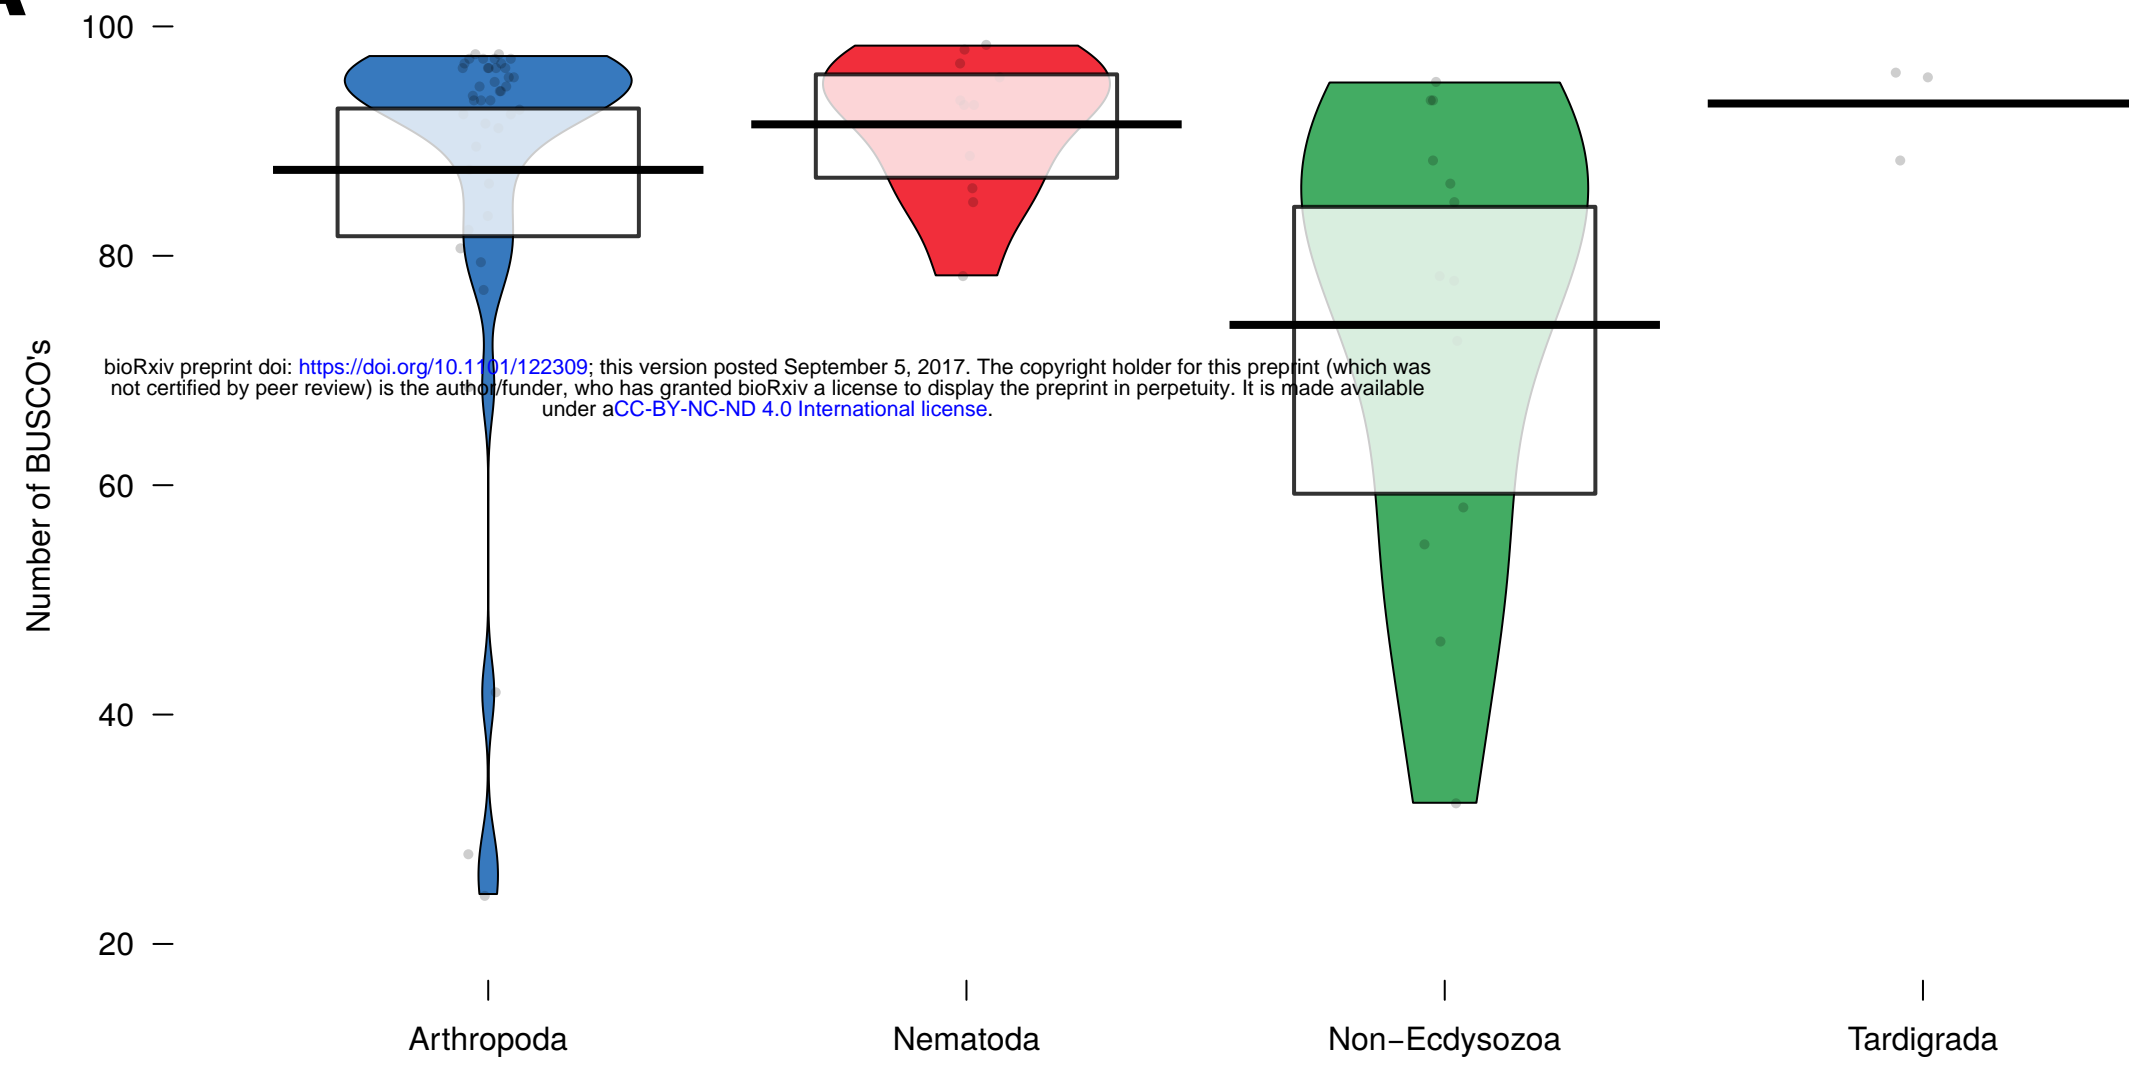 A
100
80
60
40
20
Number of BUSCO's
bioRxiv preprint doi: https://doi.org/10.1101/122309; this version posted September 5, 2017. The copyright holder for this preprint (which was
not certified by peer review) is the author/funder, who has granted bioRxiv a license to display the preprint in perpetuity. It is made available
under aCC-BY-NC-ND 4.0 International license.
Arthropoda
Nematoda
Non−Ecdysozoa
Tardigrada